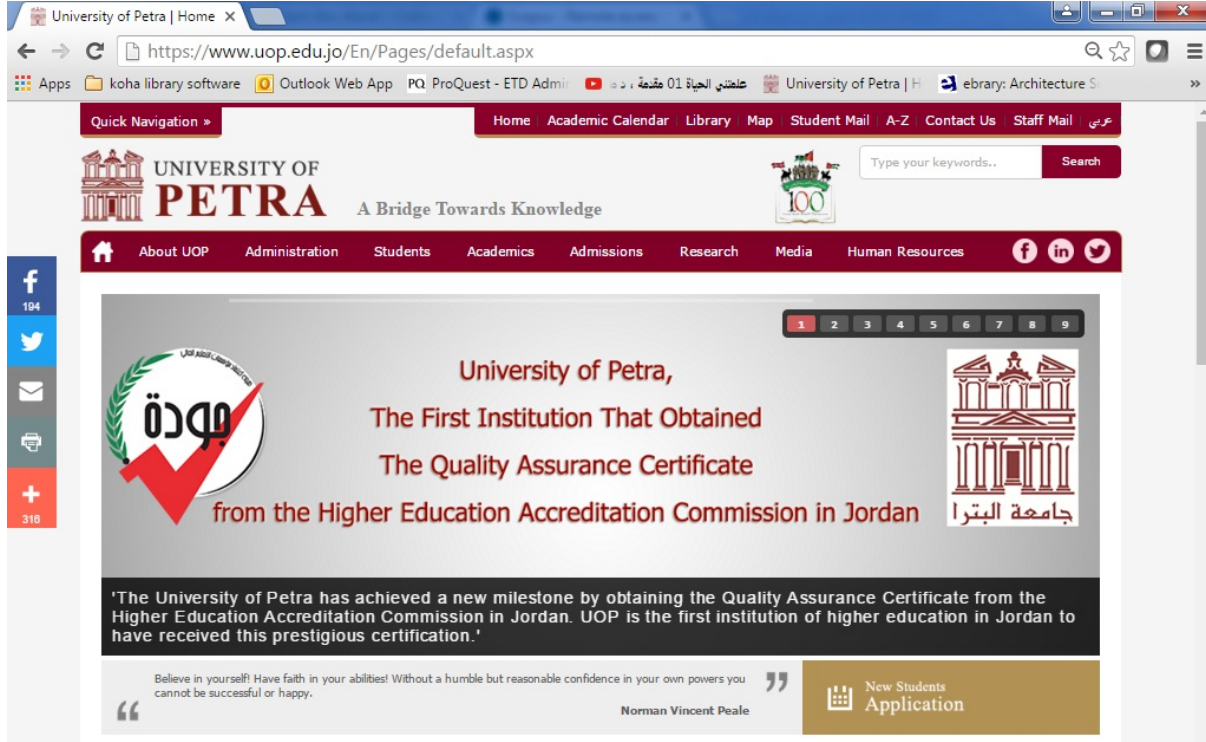 University of Petra | Home
https://www.uop.edu.jo/En/Pages/default.aspx
Apps koha library software Outlook Web App PQ ProQuest - ETD Admi علمتني الحياة 01 مقدمة ، د University of Petra | H ebrary: Architecture S »
Quick Navigation » Home Academic Calendar Library Map Student Mail A-Z Contact Us Staff Mail عربي
UNIVERSITY OF
PETRA A Bridge Towards Knowledge
100
Type your keywords.. Search
About UOP Administration Students Academics Admissions Research Media Human Resources
194
316
1 2 3 4 5 6 7 8 9
جودة
University of Petra,
The First Institution That Obtained
The Quality Assurance Certificate
from the Higher Education Accreditation Commission in Jordan
جامعة البترا
'The University of Petra has achieved a new milestone by obtaining the Quality Assurance Certificate from the
Higher Education Accreditation Commission in Jordan. UOP is the first institution of higher education in Jordan to
have received this prestigious certification.'
Believe in yourself! Have faith in your abilities! Without a humble but reasonable confidence in your own powers you
cannot be successful or happy.
Norman Vincent Peale
New Students
Application